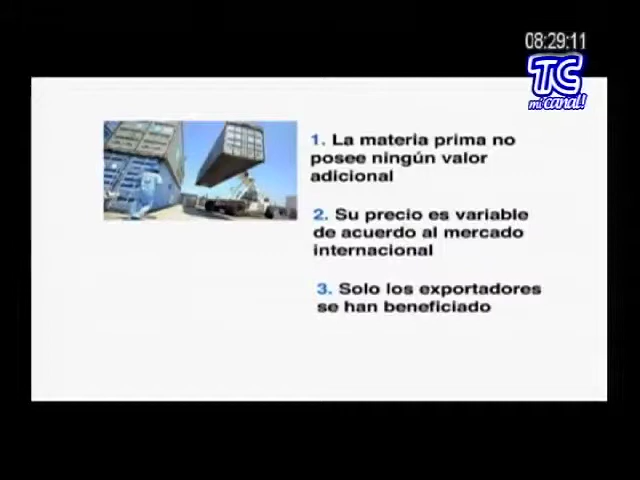 08:29:11
TC
mi canal!
1. La materia prima no
posee ningún valor
adicional
2. Su precio es variable
de acuerdo al mercado
internacional
3. Solo los exportadores
se han beneficiado